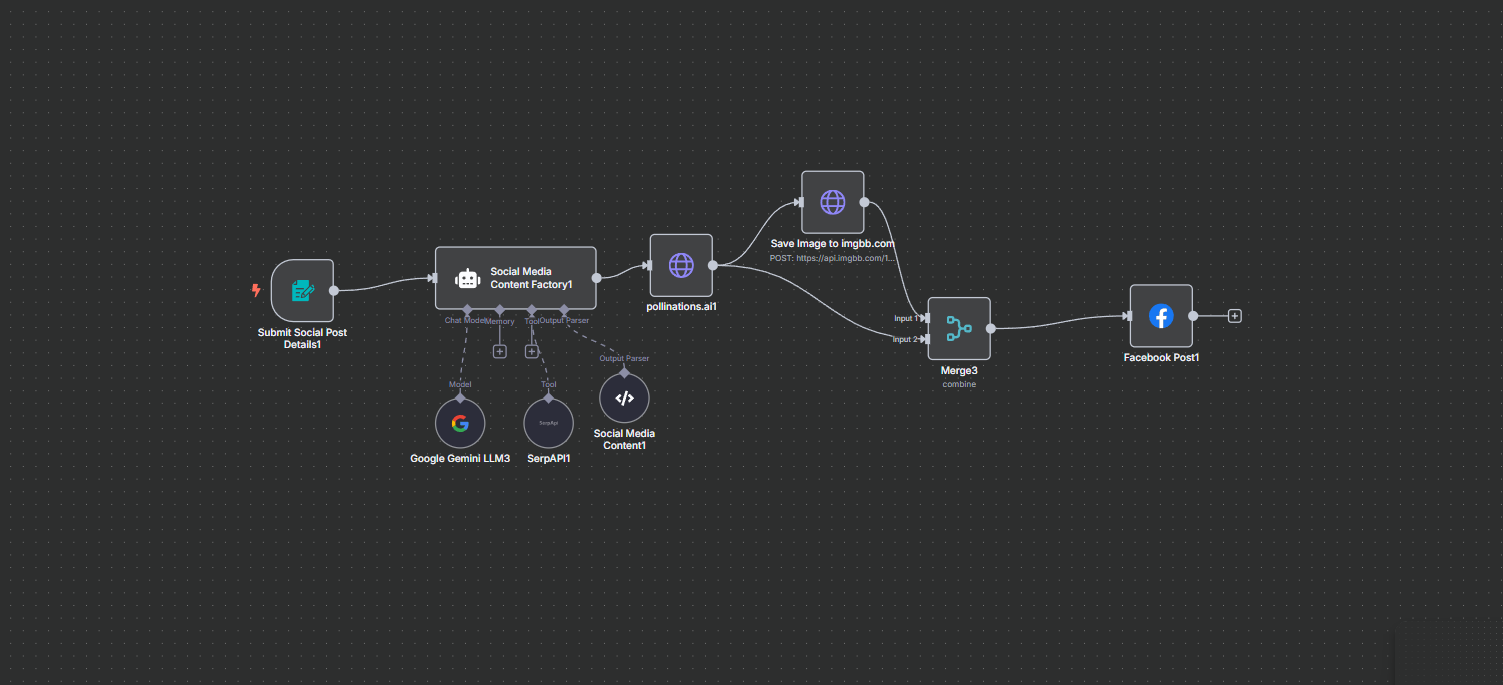 Save Image to imgbb.com
POST: https://api.imgbb.com/1...
Social Media
Content Factory1
pollinations.ai1
Submit Social Post
Details1
Chat Model
Memory
Tool
Output Parser
Input 1
Input 2
Merge3
combine
Facebook Post1
Output Parser
Model
Tool
Social Media
Content1
Google Gemini LLM3
SerpApi
SerpAPI1